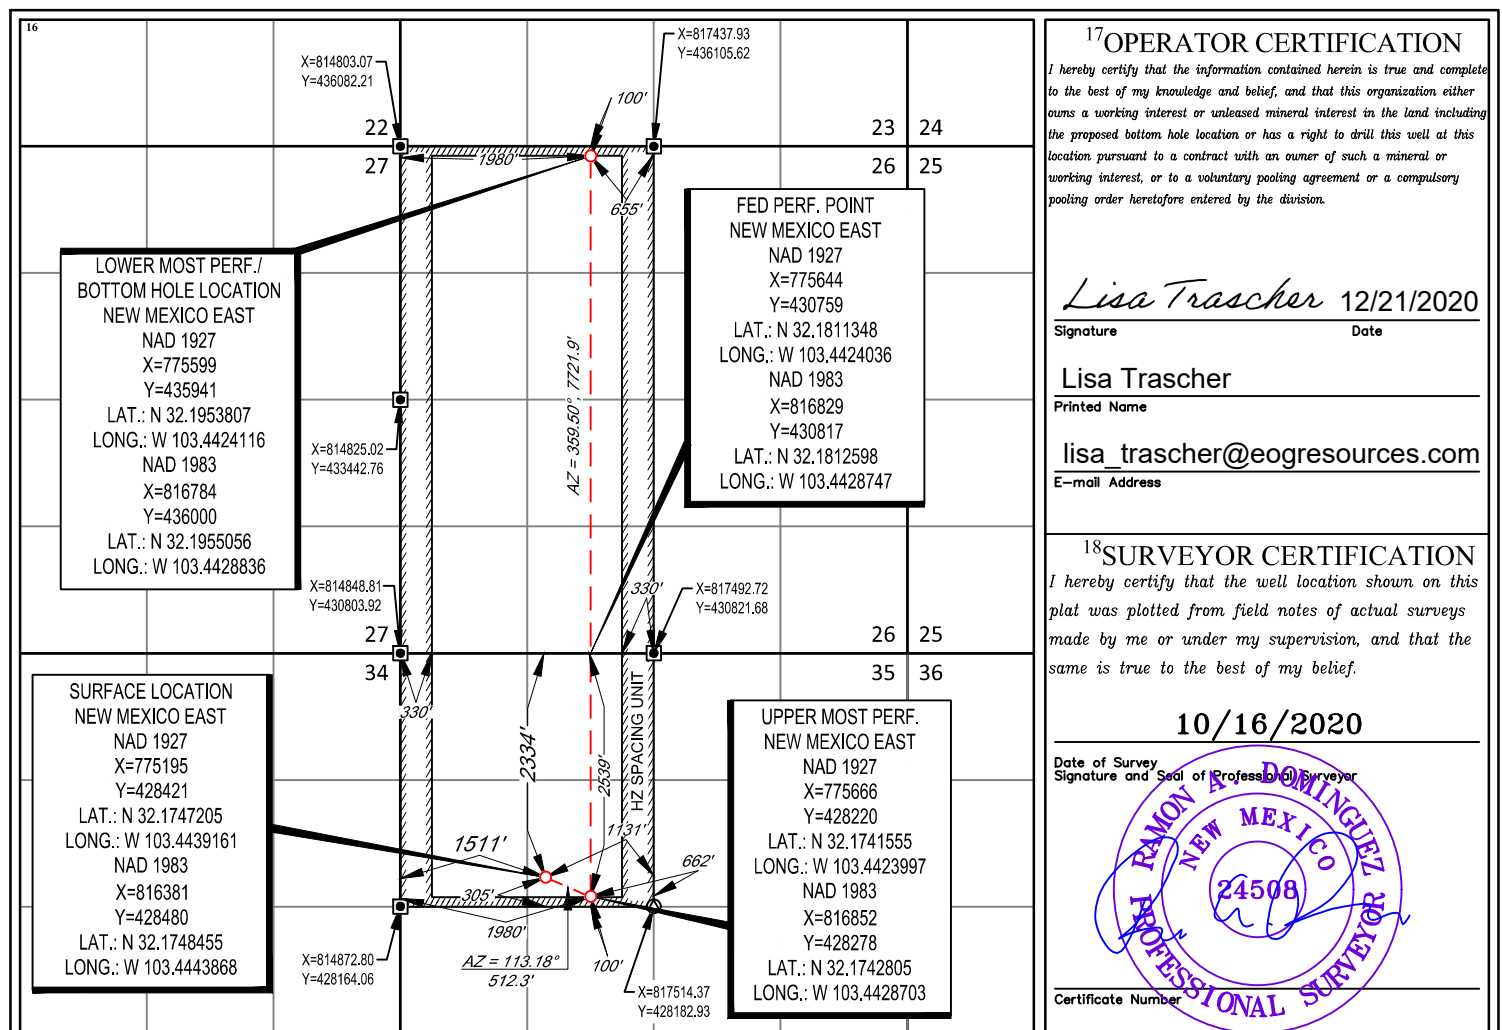 16
X=814803.07
Y=436082.21
X=817437.93
Y=436105.62
100'
22
23 24
27
26 25
1980'
655'
LOWER MOST PERF./
BOTTOM HOLE LOCATION
NEW MEXICO EAST
NAD 1927
X=775599
Y=435941
LAT.: N 32.1953807
LONG.: W 103.4424116
NAD 1983
X=816784
Y=436000
LAT.: N 32.1955056
LONG.: W 103.4428836
FED PERF. POINT
NEW MEXICO EAST
NAD 1927
X=775644
Y=430759
LAT.: N 32.1811348
LONG.: W 103.4424036
NAD 1983
X=816829
Y=430817
LAT.: N 32.1812598
LONG.: W 103.4428747
AZ = 359.50°, 7721.9'
X=814825.02
Y=433442.76
X=814848.81
Y=430803.92
330'
X=817492.72
Y=430821.68
27
26 25
34
35 36
330'
SURFACE LOCATION
NEW MEXICO EAST
NAD 1927
X=775195
Y=428421
LAT.: N 32.1747205
LONG.: W 103.4439161
NAD 1983
X=816381
Y=428480
LAT.: N 32.1748455
LONG.: W 103.4443868
2334'
2539'
HZ SPACING UNIT
UPPER MOST PERF.
NEW MEXICO EAST
NAD 1927
X=775666
Y=428220
LAT.: N 32.1741555
LONG.: W 103.4423997
NAD 1983
X=816852
Y=428278
LAT.: N 32.1742805
LONG.: W 103.4428703
1511'
1131'
662'
305'
1980'
AZ = 113.18°
512.3'
100'
X=814872.80
Y=428164.06
X=817514.37
Y=428182.93
17OPERATOR CERTIFICATION
I hereby certify that the information contained herein is true and complete
to the best of my knowledge and belief, and that this organization either
owns a working interest or unleased mineral interest in the land including
the proposed bottom hole location or has a right to drill this well at this
location pursuant to a contract with an owner of such a mineral or
working interest, or to a voluntary pooling agreement or a compulsory
pooling order heretofore entered by the division.
Lisa Trascher 12/21/2020
Signature Date
Lisa Trascher
Printed Name
lisa_trascher@eogresources.com
E-mail Address
18SURVEYOR CERTIFICATION
I hereby certify that the well location shown on this
plat was plotted from field notes of actual surveys
made by me or under my supervision, and that the
same is true to the best of my belief.
10/16/2020
Date of Survey
Signature and Seal of Professional Surveyor
RAMON A. DOMINGUEZ
NEW MEXICO
24508
PROFESSIONAL SURVEYOR
Certificate Number